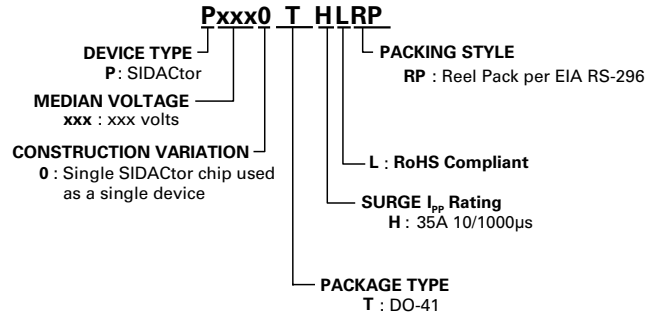 Pxxx0 T HLRP
DEVICE TYPE
P : SIDACtor
MEDIAN VOLTAGE
xxx : xxx volts
CONSTRUCTION VARIATION
0 : Single SIDACtor chip used
as a single device
PACKING STYLE
RP : Reel Pack per EIA RS-296
L : RoHS Compliant
SURGE IPP Rating
H : 35A 10/1000µs
PACKAGE TYPE
T : DO-41